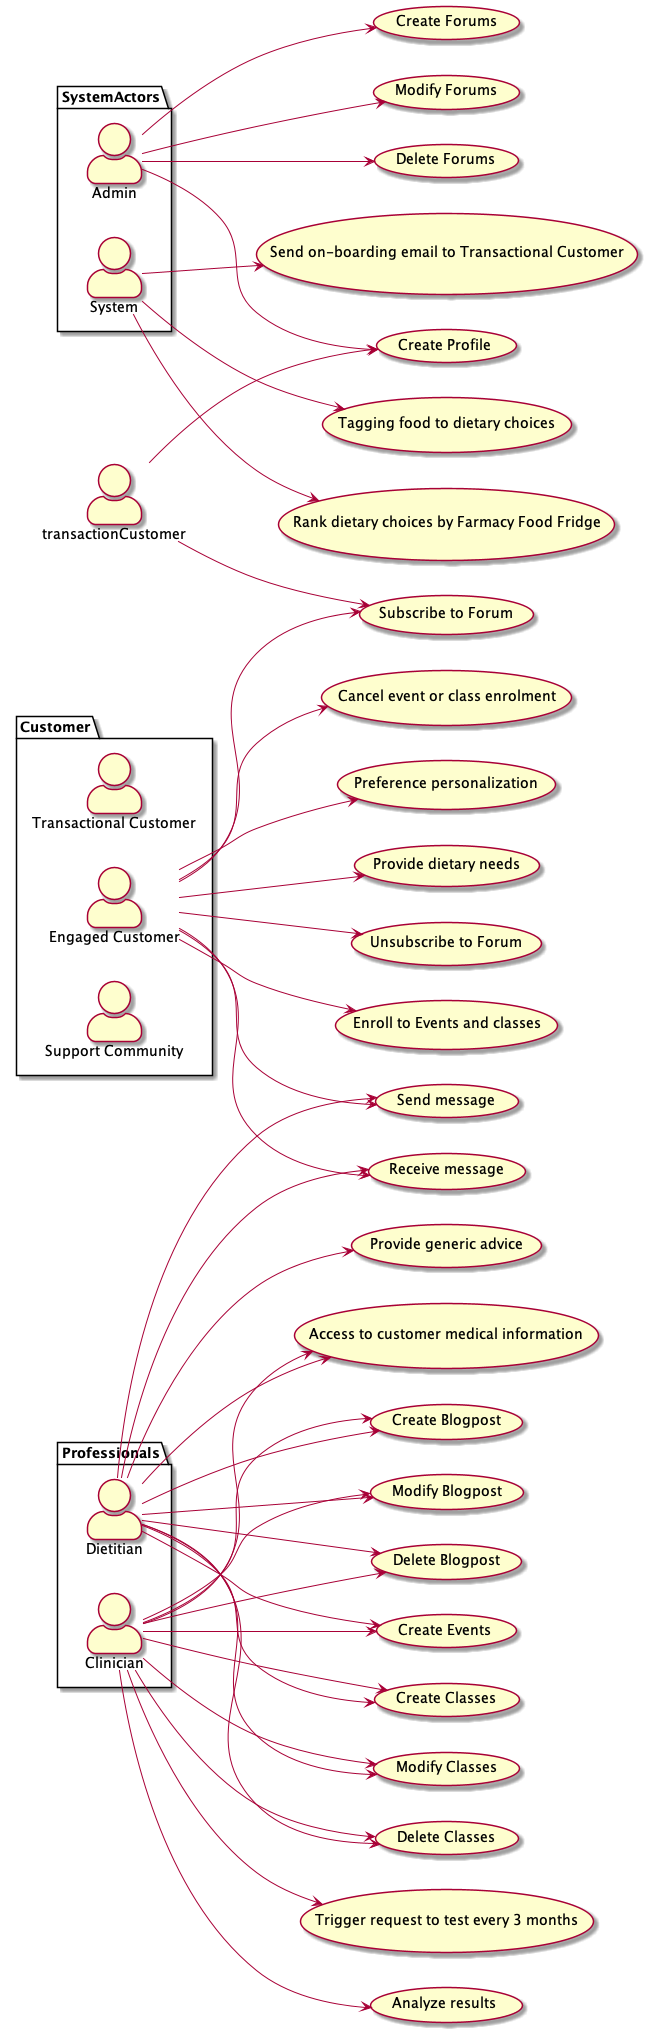 Create Forums
SystemActors
Modify Forums
Delete Forums
Admin
Send on-boarding email to Transactional Customer
System
Create Profile
Tagging food to dietary choices
Rank dietary choices by Farmacy Food Fridge
transactionCustomer
Subscribe to Forum
Cancel event or class enrolment
Customer
Preference personalization
Transactional Customer
Provide dietary needs
Engaged Customer
Unsubscribe to Forum
Enroll to Events and classes
Support Community
Send message
Receive message
Provide generic advice
Access to customer medical information
Create Blogpost
Professionals
Modify Blogpost
Dietitian
Delete Blogpost
Create Events
Clinician
Create Classes
Modify Classes
Delete Classes
Trigger request to test every 3 months
Analyze results